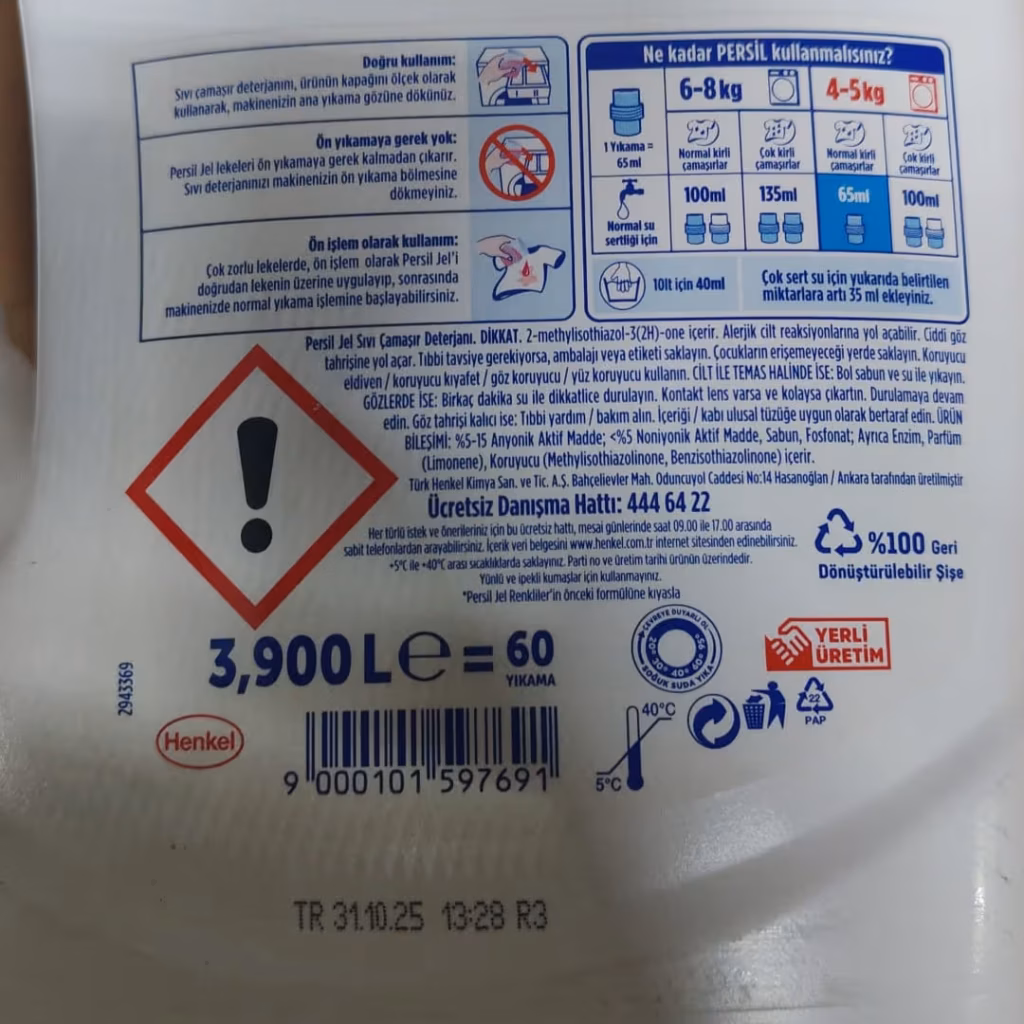 Doğru kullanım:
Sıvı çamaşır deterjanını, ürünün kapağını ölçek olarak
kullanarak, makinenizin ana yıkama gözüne dökünüz.
Ön yıkamaya gerek yok:
Persil Jel lekeleri ön yıkamaya gerek kalmadan çıkarır.
Sıvı deterjanınızı makinenizin ön yıkama bölmesine
dökmeyiniz.
Ön işlem olarak kullanım:
Çok zorlu lekelerde, ön işlem olarak Persil Jel'i
doğrudan lekenin üzerine uygulayıp, sonrasında
makinenizde normal yıkama işlemine başlayabilirsiniz.
Ne kadar PERSİL kullanmalısınız?
6-8 kg 4-5 kg
1 Yıkama =
65 ml
Normal kirli
çamaşırlar
Çok kirli
çamaşırlar
Normal kirli
çamaşırlar
Çok kirli
çamaşırlar
Normal su
sertliği için
100ml 135ml 65ml 100ml
10lt için 40ml
Çok sert su için yukarıda belirtilen
miktarlara artı 35 ml ekleyiniz.
Persil Jel Sıvı Çamaşır Deterjanı. DİKKAT. 2-methylisothiazol-3(2H)-one içerir. Alerjik cilt reaksiyonlarına yol açabilir. Ciddi göz
tahrişine yol açar. Tıbbi tavsiye gerekiyorsa, ambalajı veya etiketi saklayın. Çocukların erişemeyeceği yerde saklayın. Koruyucu
eldiven / koruyucu kıyafet / göz koruyucu / yüz koruyucu kullanın. CİLT İLE TEMAS HALİNDE İSE: Bol sabun ve su ile yıkayın.
GÖZLERDE İSE: Birkaç dakika su ile dikkatlice durulayın. Kontakt lens varsa ve kolaysa çıkartın. Durulamaya devam
edin. Göz tahrişi kalıcı ise: Tıbbi yardım / bakım alın. İçeriği / kabı ulusal tüzüğe uygun olarak bertaraf edin. ÜRÜN
BİLEŞİMİ: %5-15 Anyonik Aktif Madde; <%5 Noniyonik Aktif Madde, Sabun, Fosfonat; Ayrıca Enzim, Parfüm
(Limonene), Koruyucu (Methylisothiazolinone, Benzisothiazolinone) içerir.
Türk Henkel Kimya San. ve Tic. A.Ş. Bahçelievler Mah. Oduncuyol Caddesi No:14 Hasanoğlan / Ankara tarafından üretilmiştir
Ücretsiz Danışma Hattı: 444 64 22
Her türlü istek ve önerileriniz için bu ücretsiz hattı, mesai günlerinde saat 09.00 ile 17.00 arasında
sabit telefonlardan arayabilirsiniz. İçerik veri belgesini www.henkel.com.tr internet sitesinden edinebilirsiniz.
+5°C ile +40°C arası sıcaklıklarda saklayınız. Parti no ve üretim tarihi ürünün üzerindedir.
Yünlü ve ipekli kumaşlar için kullanmayınız.
*Persil Jel Renkliler'in önceki formülüne kıyasla
%100 Geri
Dönüştürülebilir Şişe
3,900 L e = 60
YIKAMA
ÇEVREYE DUYARLI OL
20° 30° 40° 60° 95°
SOĞUK SUDA YIKA
YERLİ
ÜRETİM
2943369
Henkel
9 000101 597691
40°C
5°C
22
PAP
TR 31.10.25 13:28 R3